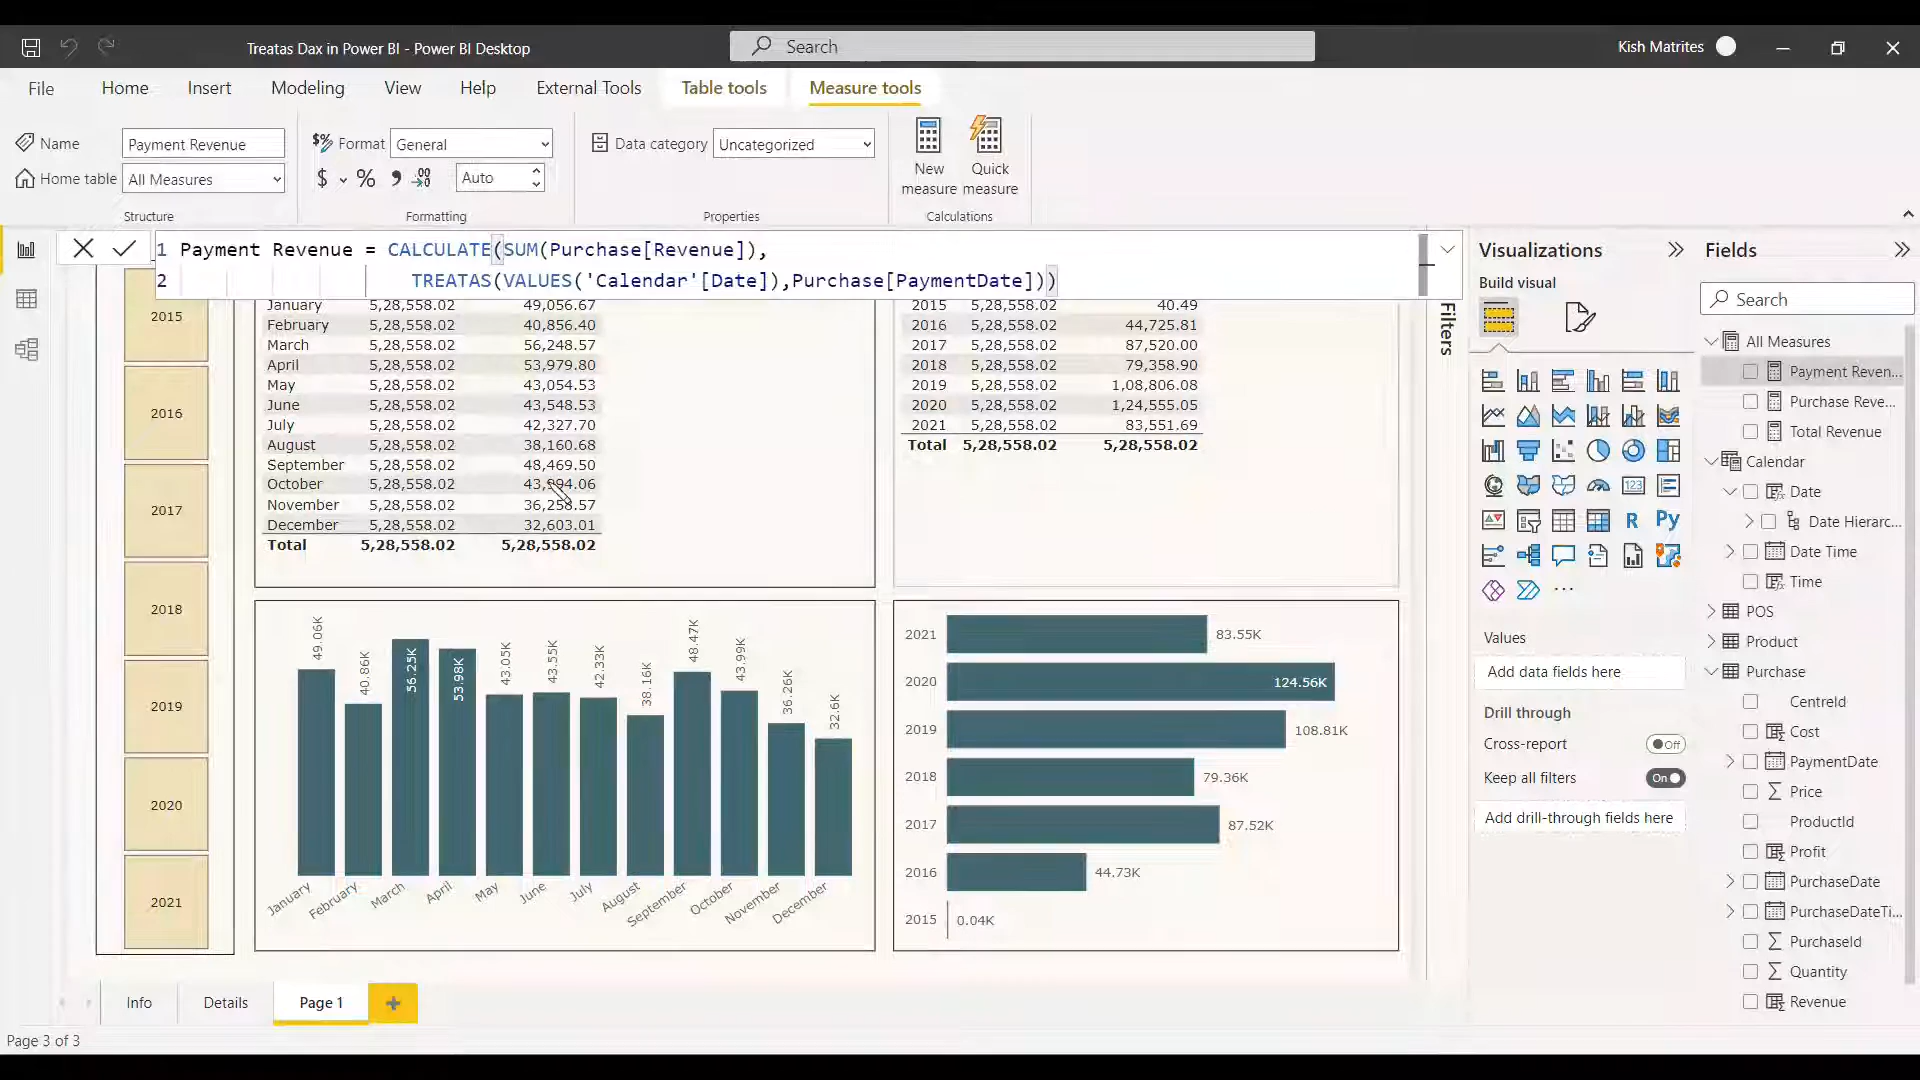 Treatas Dax in Power BI - Power BI Desktop
Search
Kish Matrites
File Home Insert Modeling View Help External Tools Table tools Measure tools
Name Payment Revenue
Home table All Measures
Structure
Format General
$ % , .00 Auto
Formatting
Data category Uncategorized
Properties
New measure
Quick measure
Calculations
1 Payment Revenue = CALCULATE(SUM(Purchase[Revenue]),
2 TREATAS(VALUES('Calendar'[Date]),Purchase[PaymentDate]))
2015
2016
2017
2018
2019
2020
2021
January 5,28,558.02 49,056.67
February 5,28,558.02 40,856.40
March 5,28,558.02 56,248.57
April 5,28,558.02 53,979.80
May 5,28,558.02 43,054.53
June 5,28,558.02 43,548.53
July 5,28,558.02 42,327.70
August 5,28,558.02 38,160.68
September 5,28,558.02 48,469.50
October 5,28,558.02
November 5,28,558.02 36,258.57
December 5,28,558.02 32,603.01
Total 5,28,558.02 5,28,558.02
2015 5,28,558.02 40.49
2016 5,28,558.02 44,725.81
2017 5,28,558.02 87,520.00
2018 5,28,558.02 79,358.90
2019 5,28,558.02 1,08,806.08
2020 5,28,558.02 1,24,555.05
2021 5,28,558.02 83,551.69
Total 5,28,558.02 5,28,558.02
49.06K 40.86K 56.25K 53.98K 43.05K 43.55K 42.33K 38.16K 48.47K 43.99K 36.26K 32.6K
January February March April May June July August September October November December
2021 83.55K
2020 124.56K
2019 108.81K
2018 79.36K
2017 87.52K
2016 44.73K
2015 0.04K
Filters
Visualizations
Build visual
R Py
123
...
Values
Add data fields here
Drill through
Cross-report Off
Keep all filters On
Add drill-through fields here
Fields
Search
All Measures
Payment Reven...
Purchase Reve...
Total Revenue
Calendar
Date
Date Hierarc...
Date Time
Time
POS
Product
Purchase
CentreId
Cost
PaymentDate
Price
ProductId
Profit
PurchaseDate
PurchaseDateTi...
PurchaseId
Quantity
Revenue
Info Details Page 1 +
Page 3 of 3